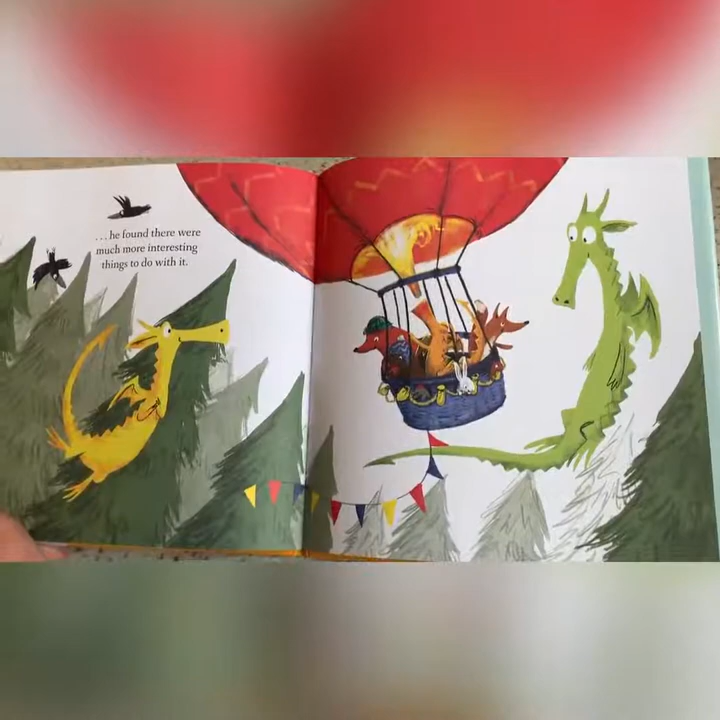 . . . he found there were
much more interesting
things to do with it.